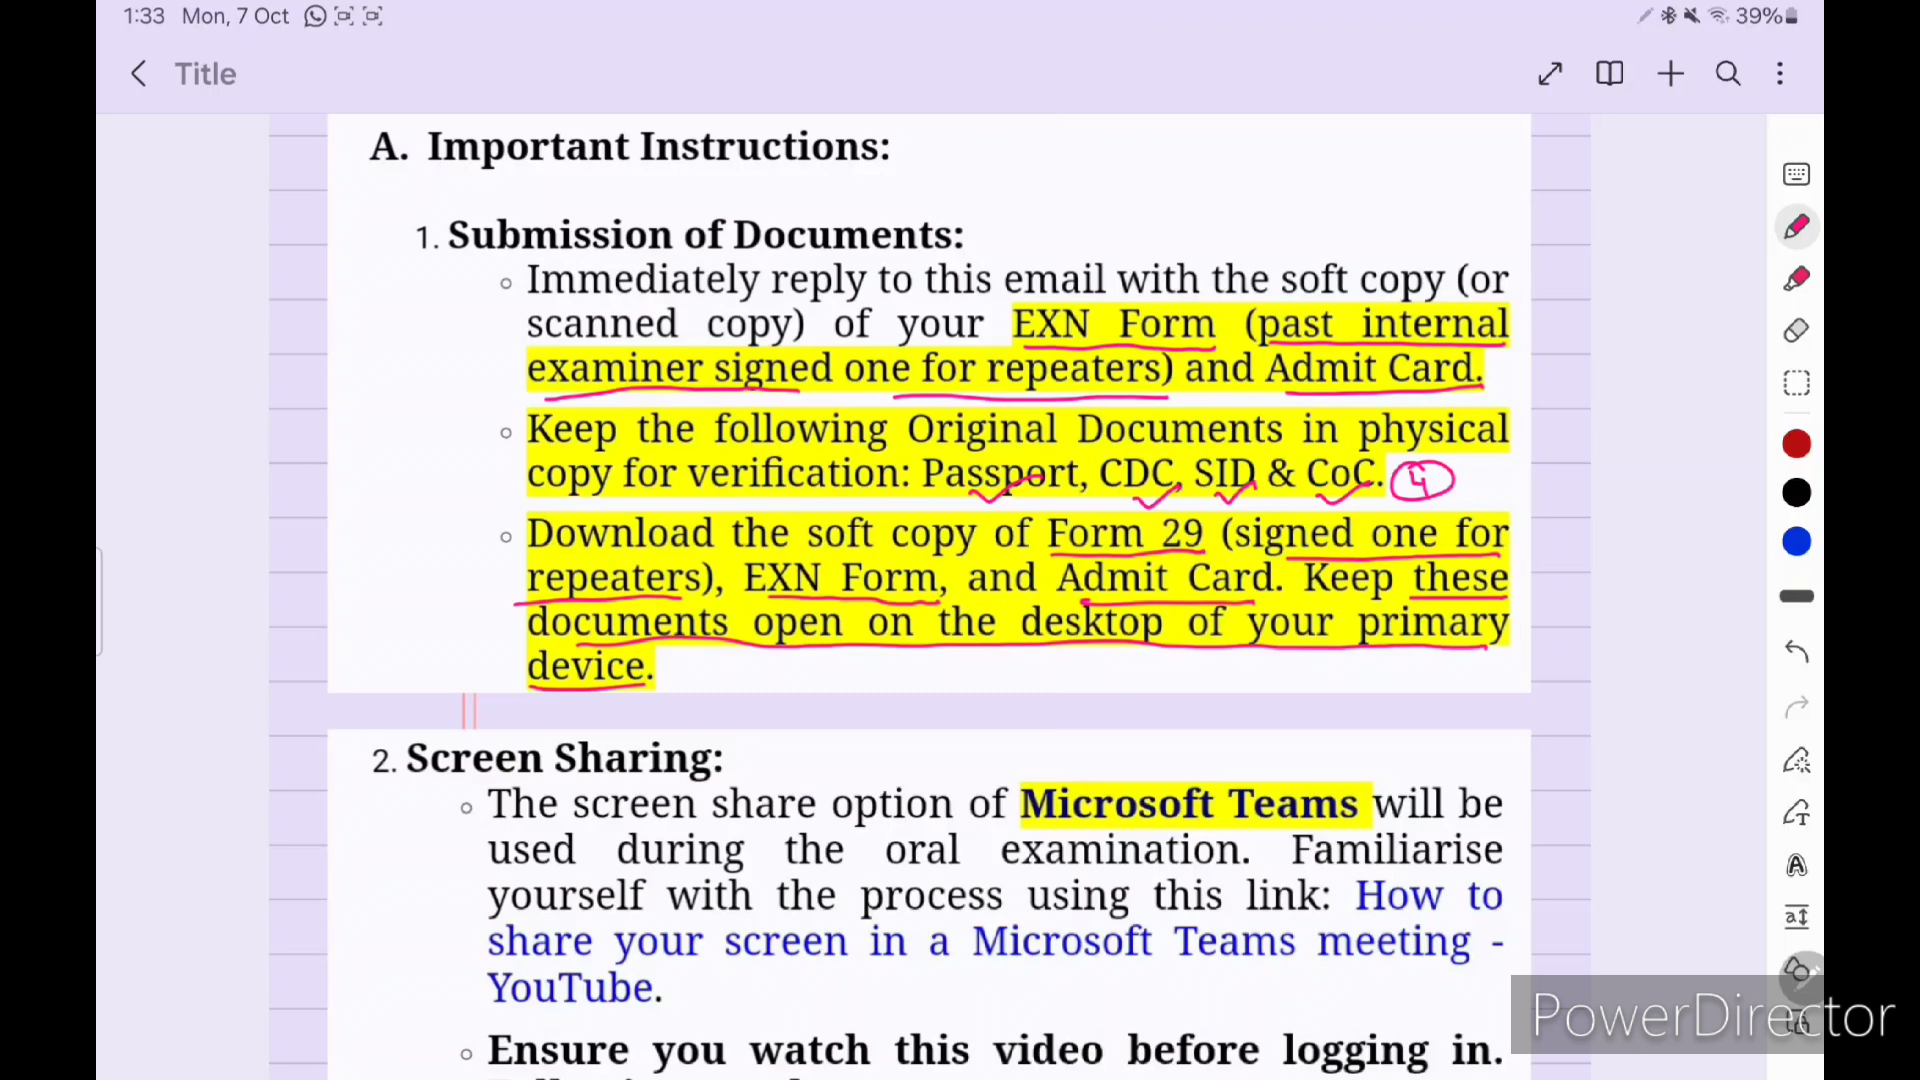 1:33 Mon, 7 Oct
39%
Title
A. Important Instructions:
1. Submission of Documents:
Immediately reply to this email with the soft copy (or
scanned copy) of your EXN Form (past internal
examiner signed one for repeaters) and Admit Card.
Keep the following Original Documents in physical
copy for verification: Passport, CDC, SID & CoC. 4
Download the soft copy of Form 29 (signed one for
repeaters), EXN Form, and Admit Card. Keep these
documents open on the desktop of your primary
device.
2. Screen Sharing:
The screen share option of Microsoft Teams will be
used during the oral examination. Familiarise
yourself with the process using this link: How to
share your screen in a Microsoft Teams meeting -
YouTube.
Ensure you watch this video before logging in.
PowerDirector